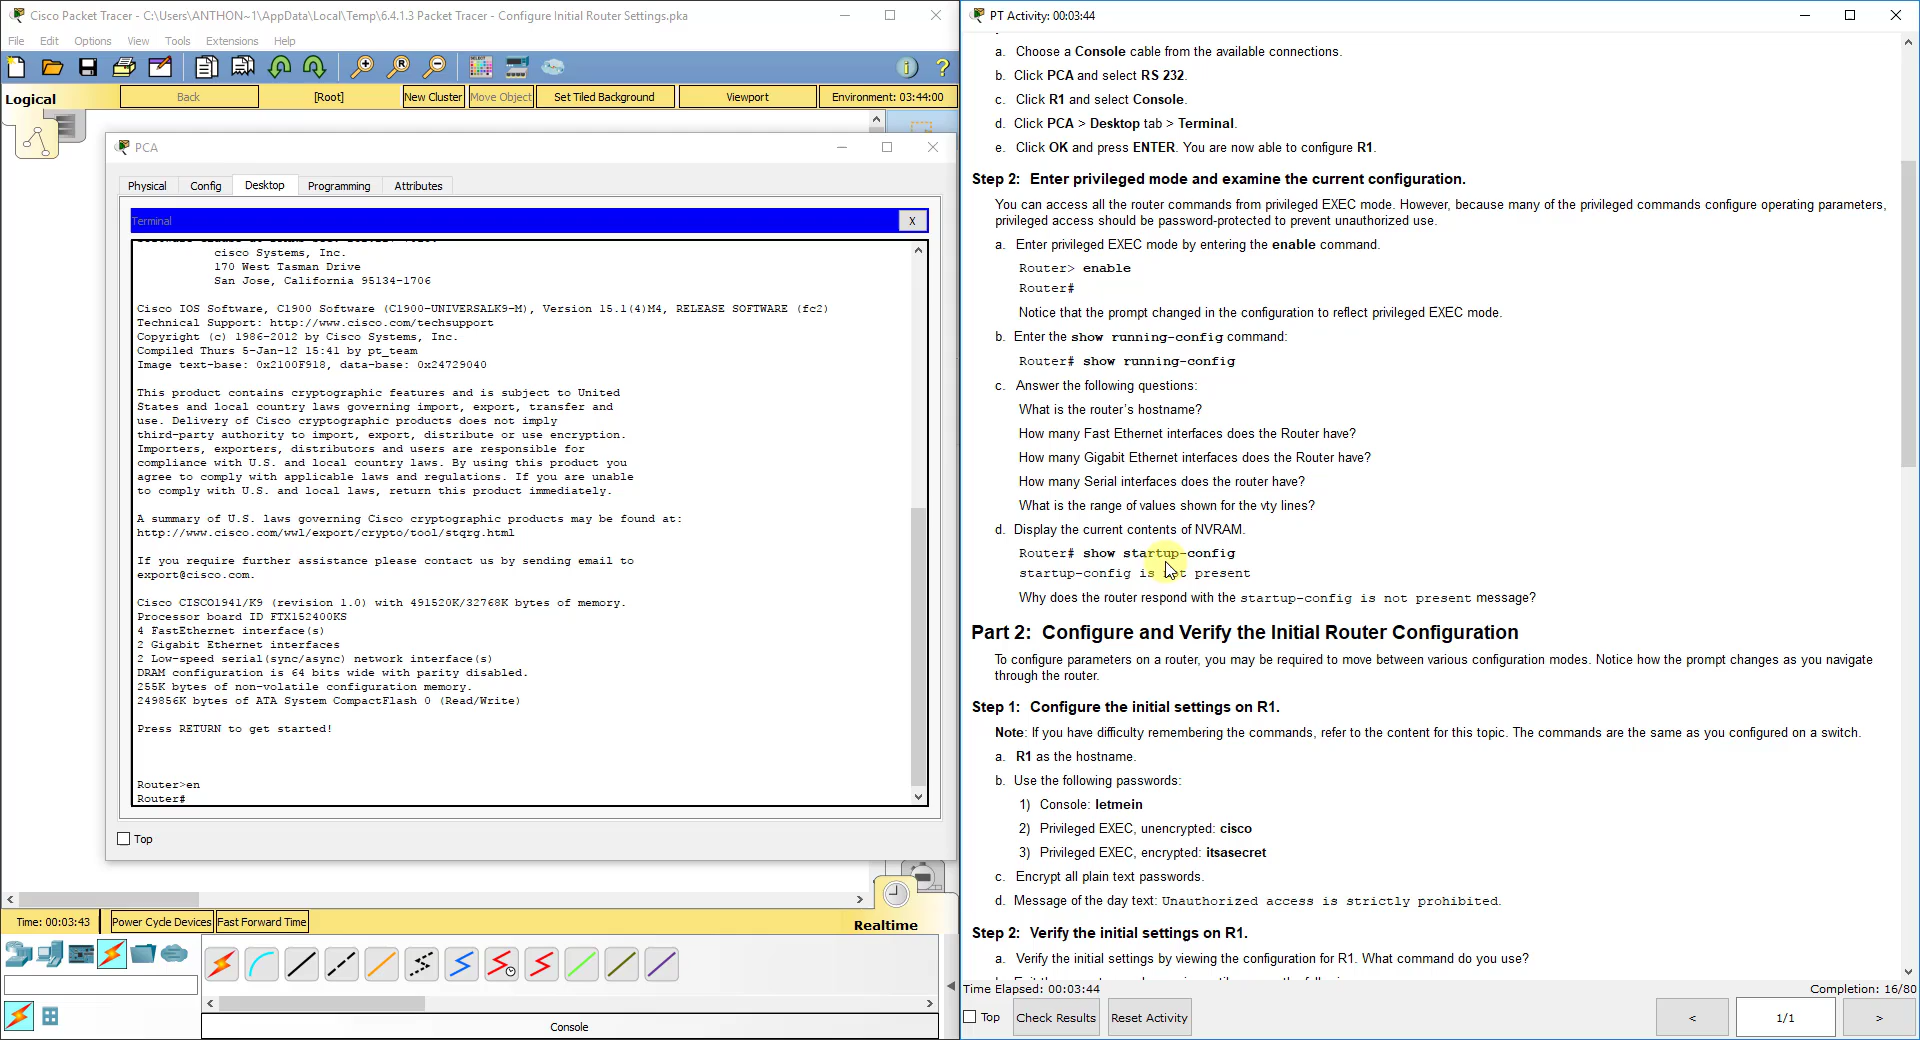 Cisco Packet Tracer - C:\Users\ANTHON~1\AppData\Local\Temp\6.4.1.3 Packet Tracer - Configure Initial Router Settings.pka
File Edit Options View Tools Extensions Help
Logical
Back
[Root]
New Cluster
Move Object
Set Tiled Background
Viewport
Environment: 03:44:00
PCA
Physical Config Desktop Programming Attributes
Terminal
X
cisco Systems, Inc.
170 West Tasman Drive
San Jose, California 95134-1706
Cisco IOS Software, C1900 Software (C1900-UNIVERSALK9-M), Version 15.1(4)M4, RELEASE SOFTWARE (fc2)
Technical Support: http://www.cisco.com/techsupport
Copyright (c) 1986-2012 by Cisco Systems, Inc.
Compiled Thurs 5-Jan-12 15:41 by pt_team
Image text-base: 0x2100F918, data-base: 0x24729040
This product contains cryptographic features and is subject to United
States and local country laws governing import, export, transfer and
use. Delivery of Cisco cryptographic products does not imply
third-party authority to import, export, distribute or use encryption.
Importers, exporters, distributors and users are responsible for
compliance with U.S. and local country laws. By using this product you
agree to comply with applicable laws and regulations. If you are unable
to comply with U.S. and local laws, return this product immediately.
A summary of U.S. laws governing Cisco cryptographic products may be found at:
http://www.cisco.com/wwl/export/crypto/tool/stqrg.html
If you require further assistance please contact us by sending email to
export@cisco.com.
Cisco CISCO1941/K9 (revision 1.0) with 491520K/32768K bytes of memory.
Processor board ID FTX152400KS
4 FastEthernet interface(s)
2 Gigabit Ethernet interfaces
2 Low-speed serial(sync/async) network interface(s)
DRAM configuration is 64 bits wide with parity disabled.
255K bytes of non-volatile configuration memory.
249856K bytes of ATA System CompactFlash 0 (Read/Write)
Press RETURN to get started!
Router>en
Router#
Top
Time: 00:03:43
Power Cycle Devices
Fast Forward Time
Realtime
Console
PT Activity: 00:03:44
a. Choose a Console cable from the available connections.
b. Click PCA and select RS 232.
c. Click R1 and select Console.
d. Click PCA > Desktop tab > Terminal.
e. Click OK and press ENTER. You are now able to configure R1.
Step 2: Enter privileged mode and examine the current configuration.
You can access all the router commands from privileged EXEC mode. However, because many of the privileged commands configure operating parameters,
privileged access should be password-protected to prevent unauthorized use.
a. Enter privileged EXEC mode by entering the enable command.
Router> enable
Router#
Notice that the prompt changed in the configuration to reflect privileged EXEC mode.
b. Enter the show running-config command:
Router# show running-config
c. Answer the following questions:
What is the router's hostname?
How many Fast Ethernet interfaces does the Router have?
How many Gigabit Ethernet interfaces does the Router have?
How many Serial interfaces does the router have?
What is the range of values shown for the vty lines?
d. Display the current contents of NVRAM.
Router# show startup-config
startup-config is not present
Why does the router respond with the startup-config is not present message?
Part 2: Configure and Verify the Initial Router Configuration
To configure parameters on a router, you may be required to move between various configuration modes. Notice how the prompt changes as you navigate
through the router.
Step 1: Configure the initial settings on R1.
Note: If you have difficulty remembering the commands, refer to the content for this topic. The commands are the same as you configured on a switch.
a. R1 as the hostname.
b. Use the following passwords:
1) Console: letmein
2) Privileged EXEC, unencrypted: cisco
3) Privileged EXEC, encrypted: itsasecret
c. Encrypt all plain text passwords.
d. Message of the day text: Unauthorized access is strictly prohibited.
Step 2: Verify the initial settings on R1.
a. Verify the initial settings by viewing the configuration for R1. What command do you use?
Time Elapsed: 00:03:44
Completion: 16/80
Top
Check Results
Reset Activity
<
1/1
>